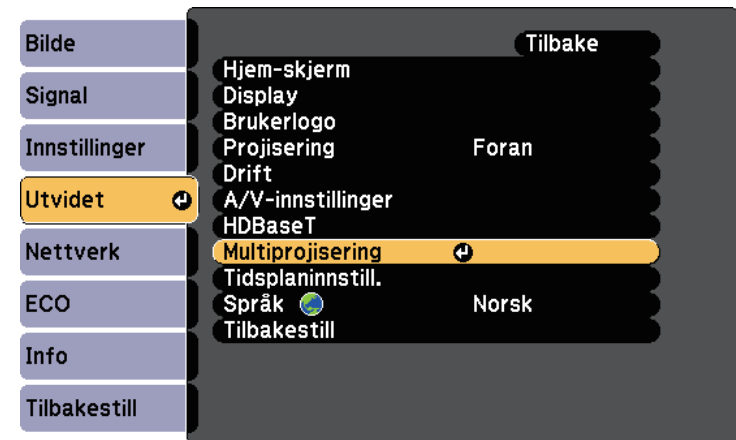 Bilde
Signal
Innstillinger
Utvidet
Nettverk
ECO
Info
Tilbakestill
Tilbake
Hjem-skjerm
Display
Brukerlogo
Projisering Foran
Drift
A/V-innstillinger
HDBaseT
Multiprojisering
Tidsplaninnstill.
Språk Norsk
Tilbakestill